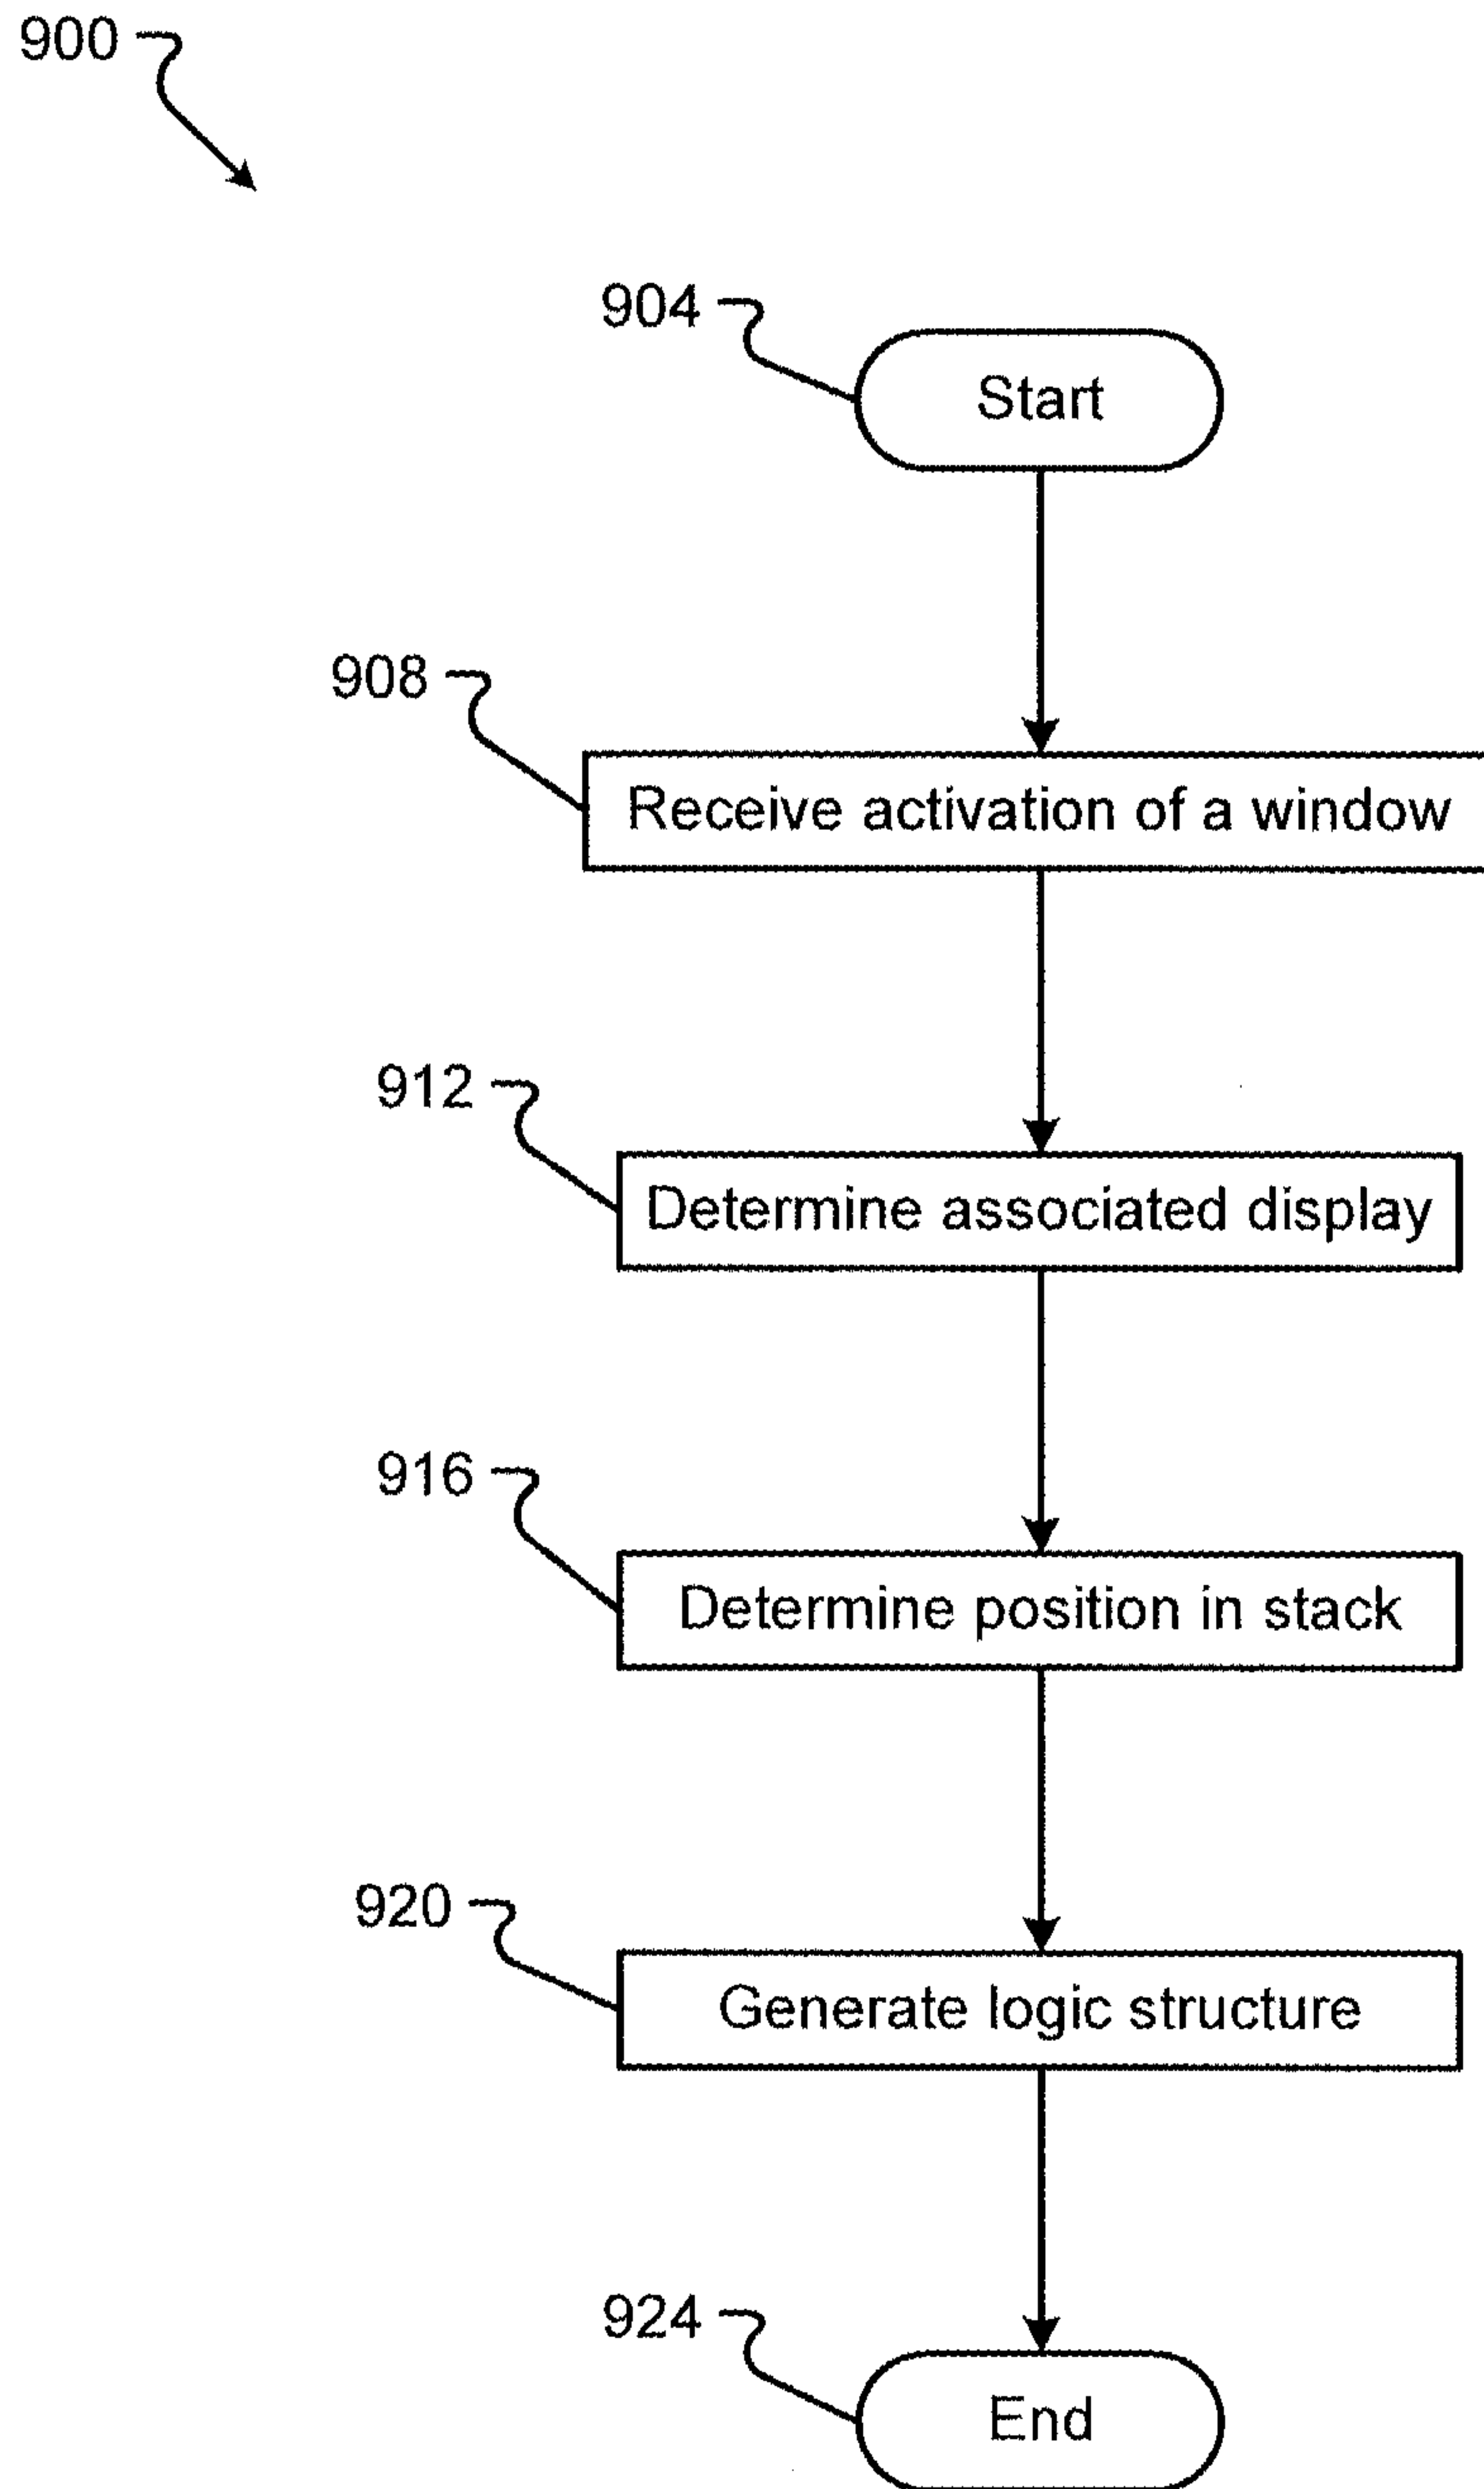 900
904
Start
908
Receive activation of a window
912
Determine associated display
916
Determine position in stack
920
Generate logic structure
924
End